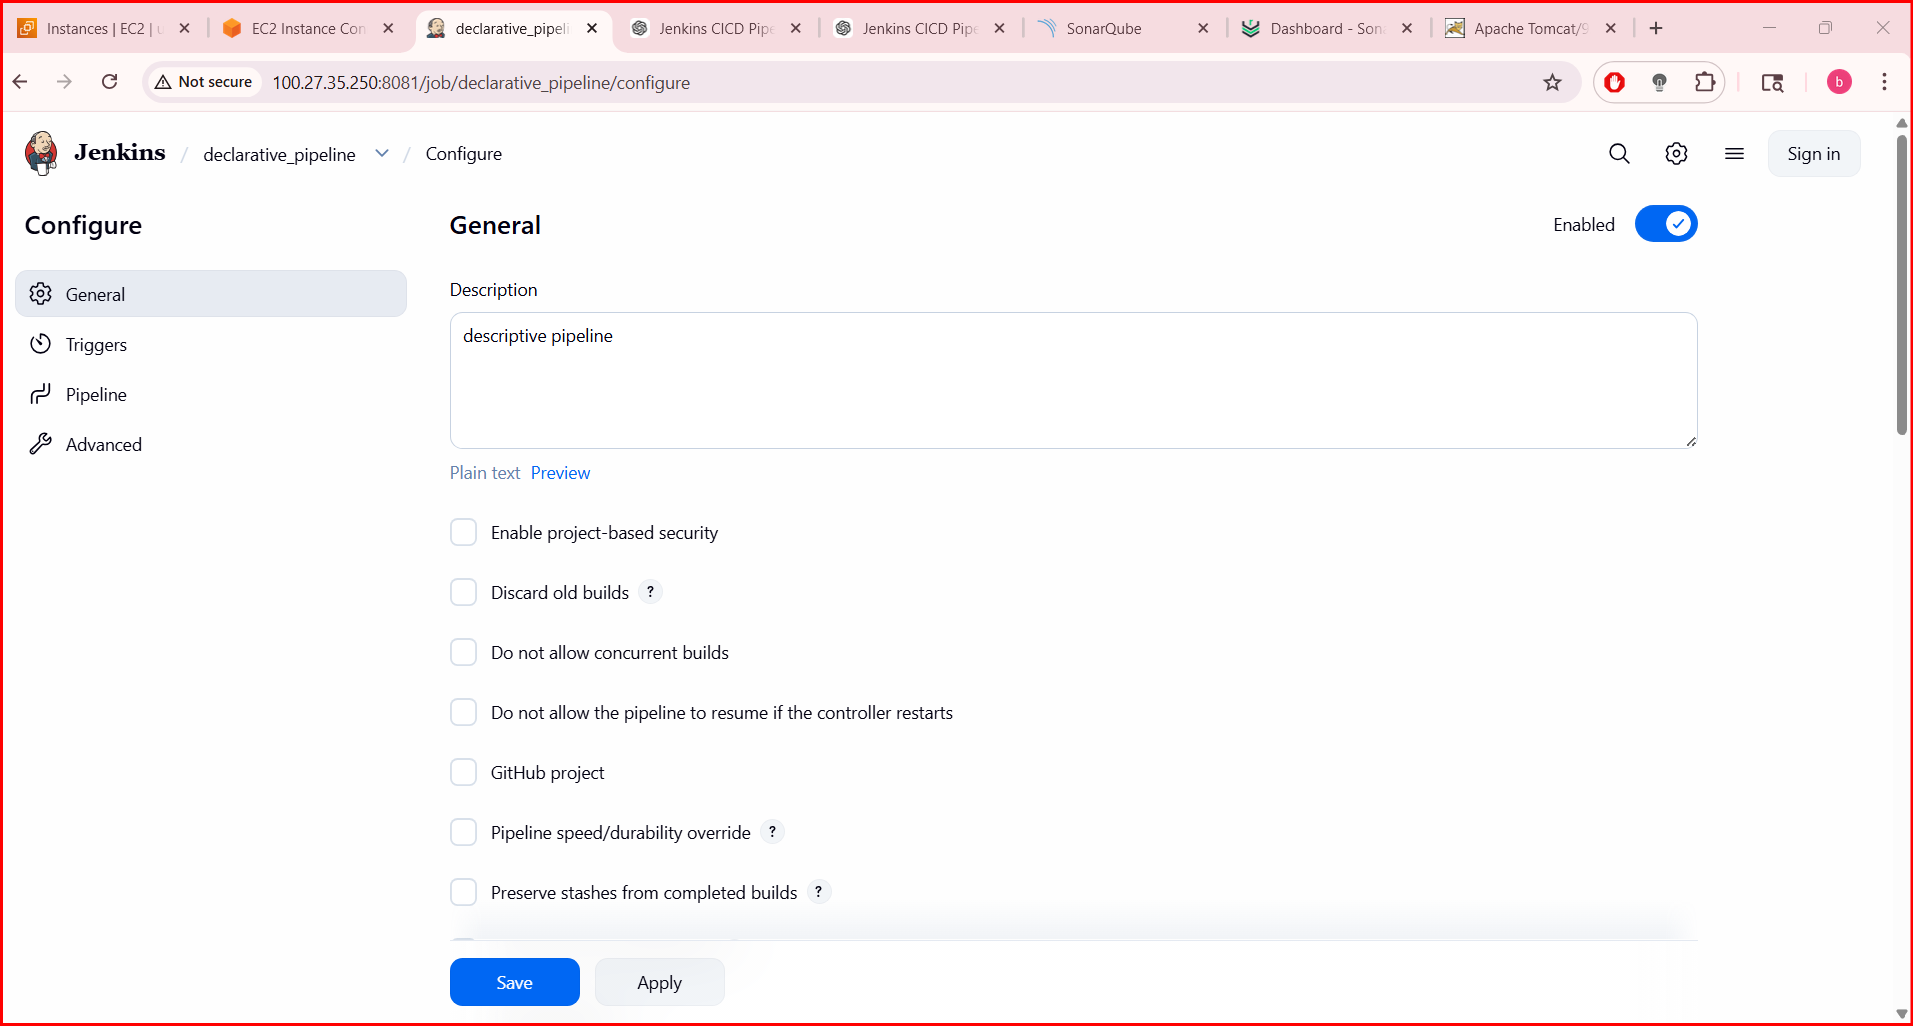 Instances | EC2 | u
EC2 Instance Con
declarative_pipeli
Jenkins CICD Pipe
Jenkins CICD Pipe
SonarQube
Dashboard - Son
Apache Tomcat/9
Not secure
100.27.35.250:8081/job/declarative_pipeline/configure
b
Jenkins / declarative_pipeline / Configure
Sign in
Configure
General
Triggers
Pipeline
Advanced
General
Enabled
Description
descriptive pipeline
Plain text Preview
Enable project-based security
Discard old builds ?
Do not allow concurrent builds
Do not allow the pipeline to resume if the controller restarts
GitHub project
Pipeline speed/durability override ?
Preserve stashes from completed builds ?
Save
Apply